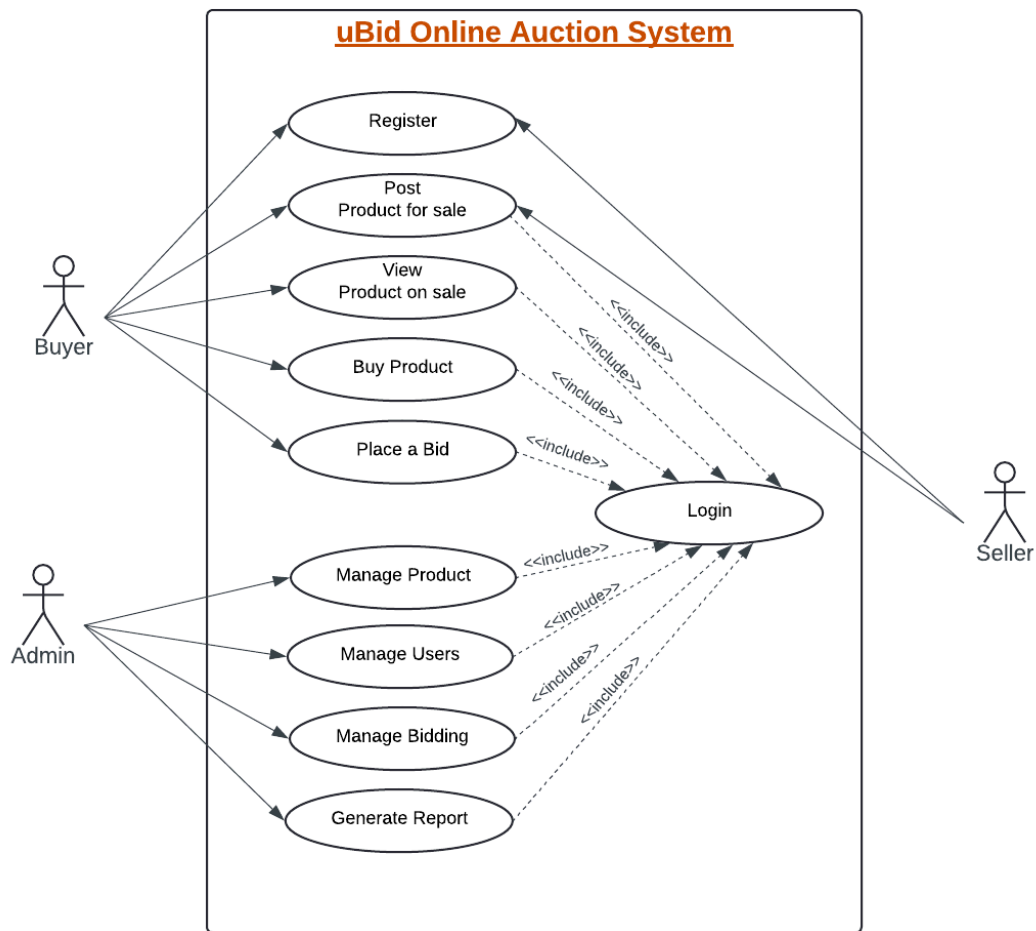 uBid Online Auction System
Register
Post
Product for sale
View
Product on sale
<<include>>
<<include>>
Buyer
Buy Product
<<include>>
Place a Bid
<<include>>
Login
Seller
Manage Product
<<include>>
Admin
Manage Users
<<include>>
Manage Bidding
<<include>>
<<include>>
Generate Report